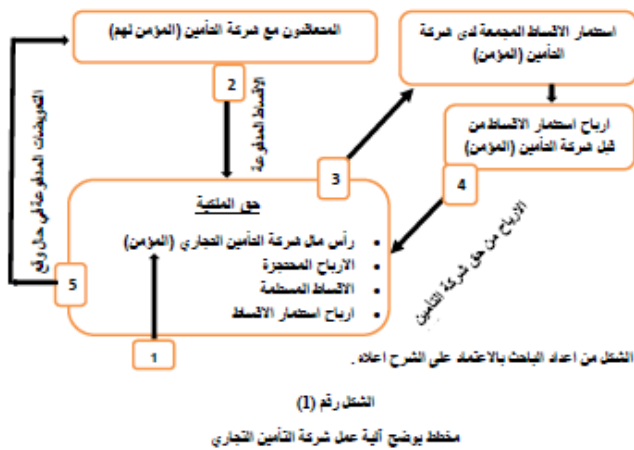 المتعاقدون مع شركة التأمين (المؤمن لهم)
استثمار الاقساط المجمعة لدى شركة
التأمين (المؤمن)
2
الاقساط المدفوعة
التعويضات المدفوعة في حال وقع
3
ارباح استثمار الاقساط من
قبل شركة التأمين (المؤمن)
4
الارباح من حق شركة التأمين
حق الملكية
رأس مال شركة التأمين التجاري (المؤمن)
الارباح المحتجزة
الاقساط المستلمة
ارباح استثمار الاقساط
5
1
الشكل من اعداد الباحث بالاعتماد على الشرح اعلاه .
الشكل رقم (1)
مخطط يوضح آلية عمل شركة التأمين التجاري